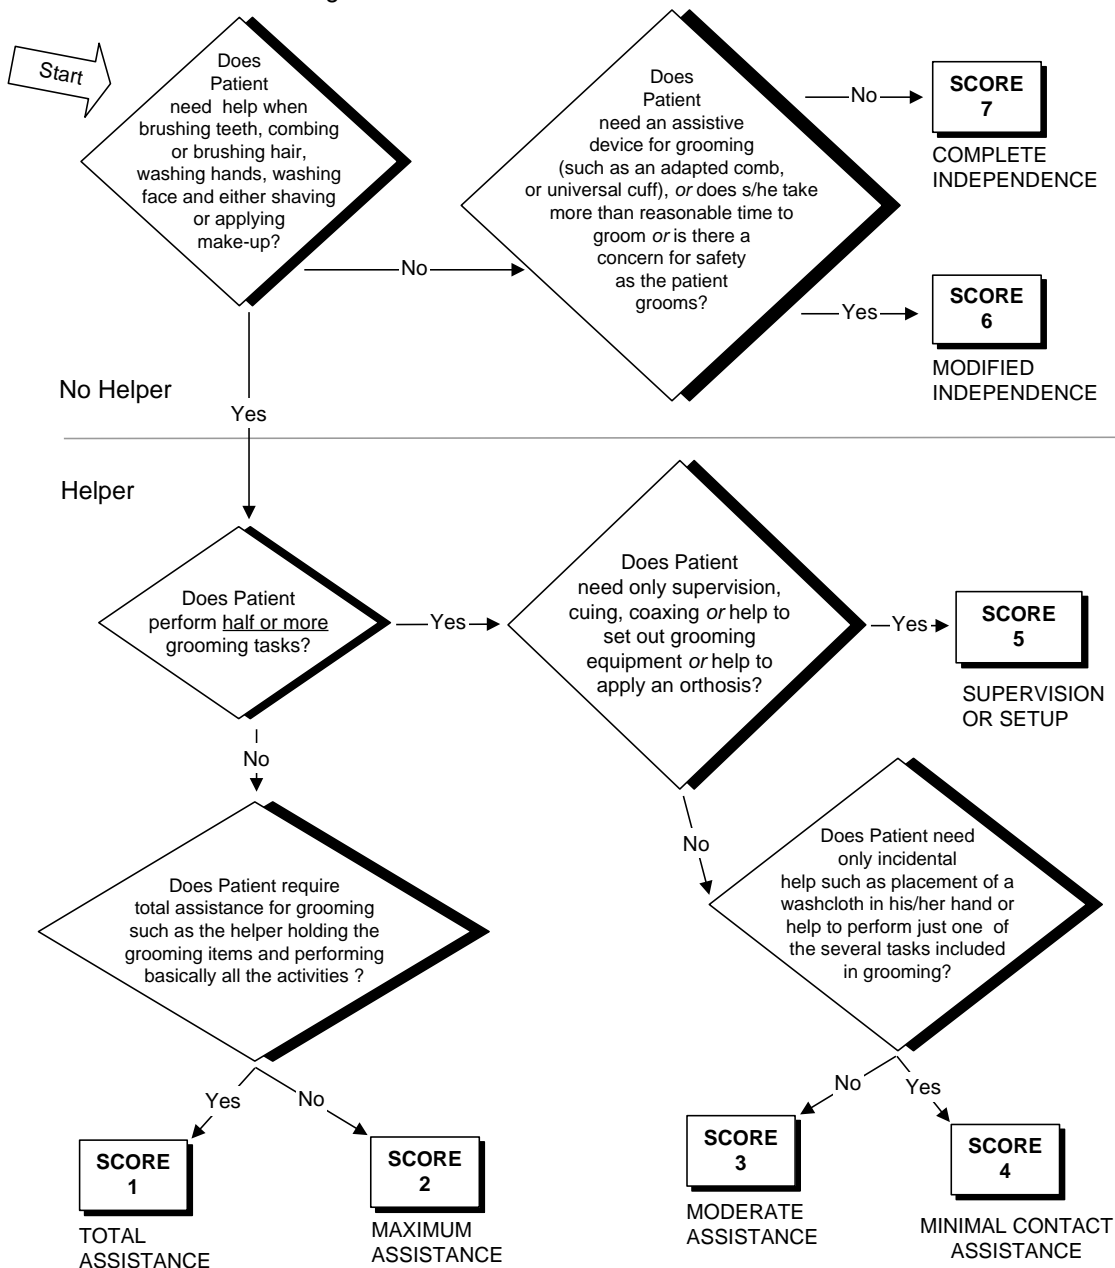 Start
Does
Patient
need help when
brushing teeth, combing
or brushing hair,
washing hands, washing
face and either shaving
or applying
make-up?
No
Does
Patient
need an assistive
device for grooming
(such as an adapted comb,
or universal cuff), or does s/he take
more than reasonable time to
groom or is there a
concern for safety
as the patient
grooms?
No
SCORE
7
COMPLETE
INDEPENDENCE
Yes
SCORE
6
MODIFIED
INDEPENDENCE
No Helper
Yes
Helper
Does Patient
perform half or more
grooming tasks?
Yes
Does Patient
need only supervision,
cuing, coaxing or help to
set out grooming
equipment or help to
apply an orthosis?
Yes
SCORE
5
SUPERVISION
OR SETUP
No
Does Patient require
total assistance for grooming
such as the helper holding the
grooming items and performing
basically all the activities ?
No
Does Patient need
only incidental
help such as placement of a
washcloth in his/her hand or
help to perform just one of
the several tasks included
in grooming?
Yes
SCORE
1
TOTAL
ASSISTANCE
No
SCORE
2
MAXIMUM
ASSISTANCE
No
SCORE
3
MODERATE
ASSISTANCE
Yes
SCORE
4
MINIMAL CONTACT
ASSISTANCE